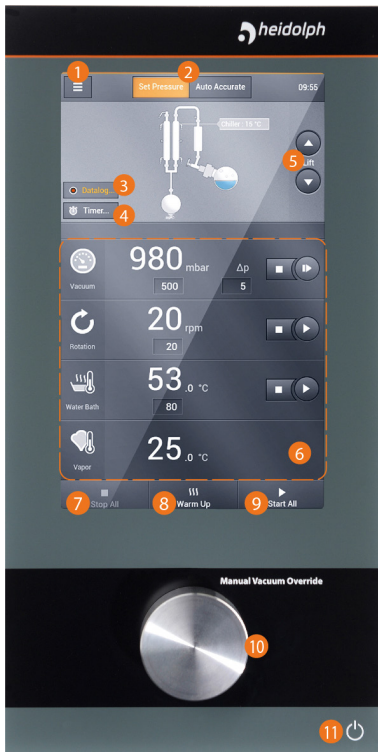 heidolph
1
2
Set Pressure Auto Accurate 09:55
Chiller : 15 °C
5 Lift
3
Datalog...
4
Timer...
980 mbar Δp
Vacuum 500 5
20 rpm
Rotation 20
53.0 °C
Water Bath 80
25.0 °C
Vapor
6
7 8 9
Stop All Warm Up Start All
Manual Vacuum Override
10
11